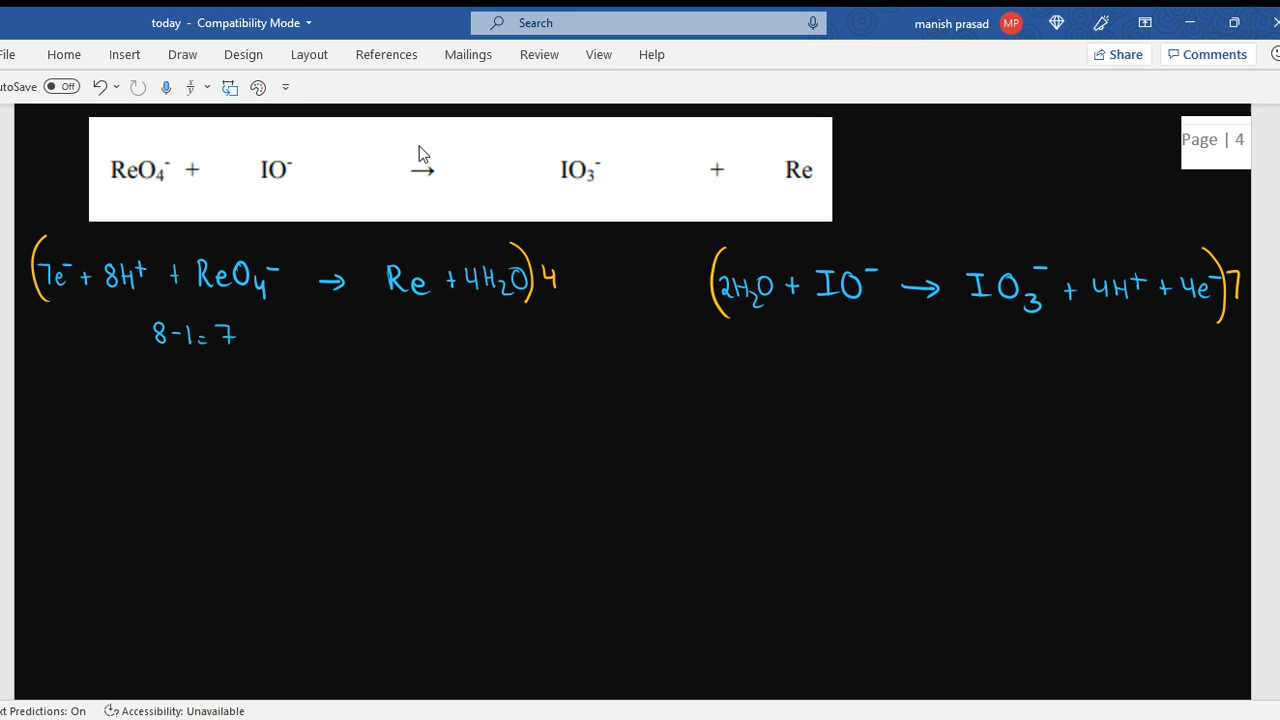 today - Compatibility Mode
Search
manish prasad MP
File Home Insert Draw Design Layout References Mailings Review View Help
Share Comments
utoSave Off
Page | 4
ReO₄⁻ + IO⁻ → IO₃⁻ + Re
(7e⁻ + 8H⁺ + ReO₄⁻ → Re + 4H₂O) 4
(2H₂O + IO⁻ → IO₃⁻ + 4H⁺ + 4e⁻) 7
8 - 1 = 7
xt Predictions: On Accessibility: Unavailable